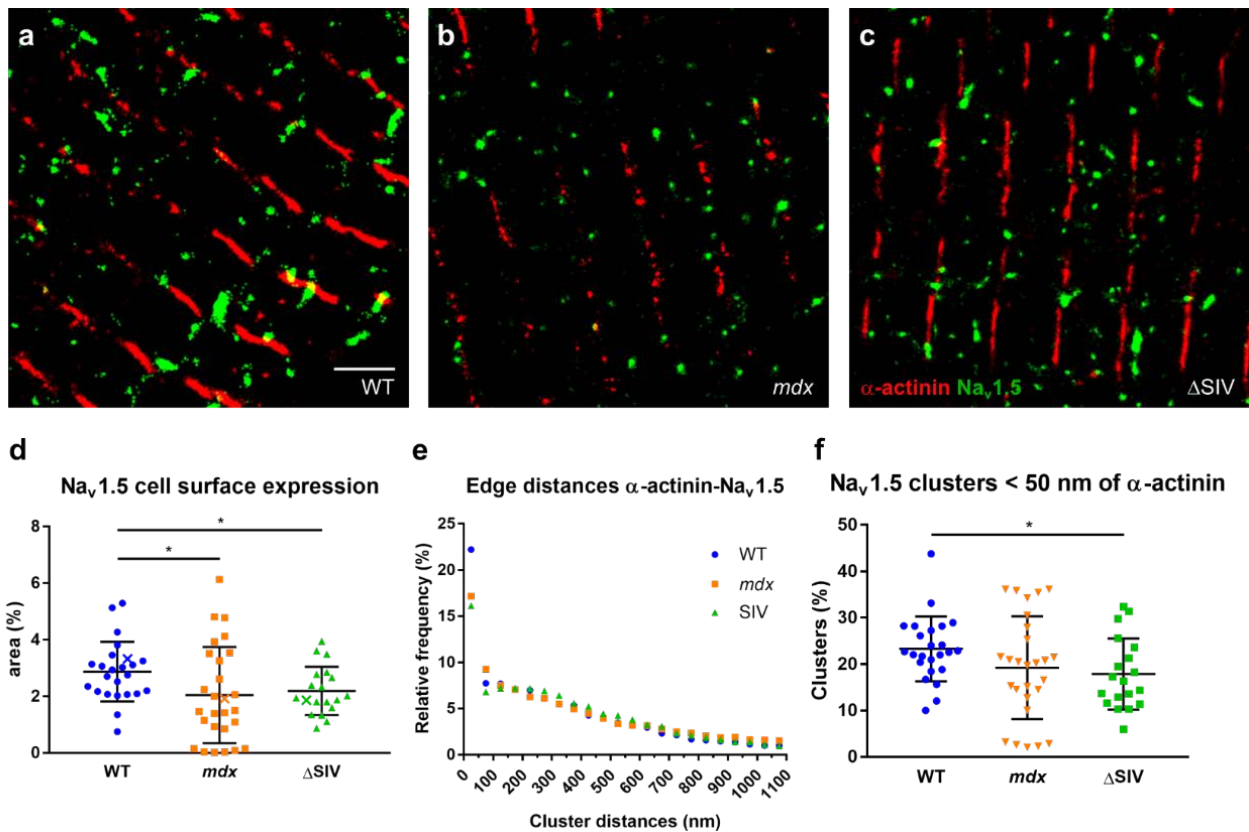 a
WT
b
mdx
c
α-actinin Nav1.5
ΔSIV
d
Nav1.5 cell surface expression
area (%)
8
6
4
2
0
*
*
WT
mdx
ΔSIV
e
Edge distances α-actinin-Nav1.5
Relative frequency (%)
25
20
15
10
5
0
WT
mdx
SIV
0
100
200
300
400
500
600
700
800
900
1000
1100
Cluster distances (nm)
f
Nav1.5 clusters < 50 nm of α-actinin
Clusters (%)
50
40
30
20
10
0
*
WT
mdx
ΔSIV